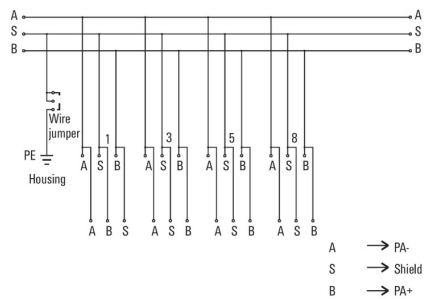 A A
S S
B B
Wire
jumper
1 3 5 8
PE
A S B A S B A S B A S B
Housing
A B S A S B A S B A S B
A → PA-
S → Shield
B → PA+